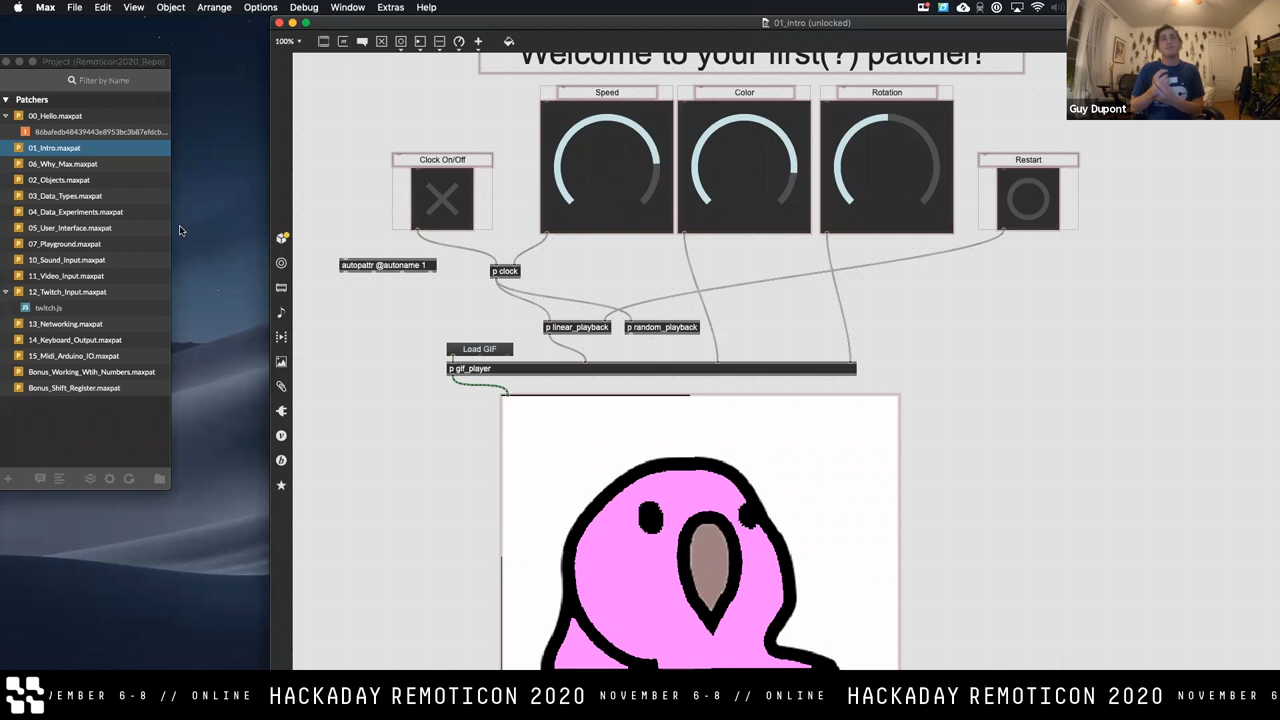 Max File Edit View Object Arrange Options Debug Window Extras Help
01_intro (unlocked)
100%
Project (Remoticon2020_Repo)
Filter by Name
Patchers
00_Hello.maxpat
86bafedb48439443e8953bc3b87efdcb...
01_Intro.maxpat
06_Why_Max.maxpat
02_Objects.maxpat
03_Data_Types.maxpat
04_Data_Experiments.maxpat
05_User_Interface.maxpat
07_Playground.maxpat
10_Sound_Input.maxpat
11_Video_Input.maxpat
12_Twitch_Input.maxpat
twitch.js
13_Networking.maxpat
14_Keyboard_Output.maxpat
15_Midi_Arduino_IO.maxpat
Bonus_Working_Wtih_Numbers.maxpat
Bonus_Shift_Register.maxpat
Welcome to your first(?) patcher!
Speed
Color
Rotation
Clock On/Off
Restart
autopattr @autoname 1
p clock
p linear_playback
p random_playback
Load GIF
p gif_player
Guy Dupont
/EMBER 6-8 // ONLINE HACKADAY REMOTICON 2020 NOVEMBER 6-8 // ONLINE HACKADAY REMOTICON 2020 NOVEMBER 6